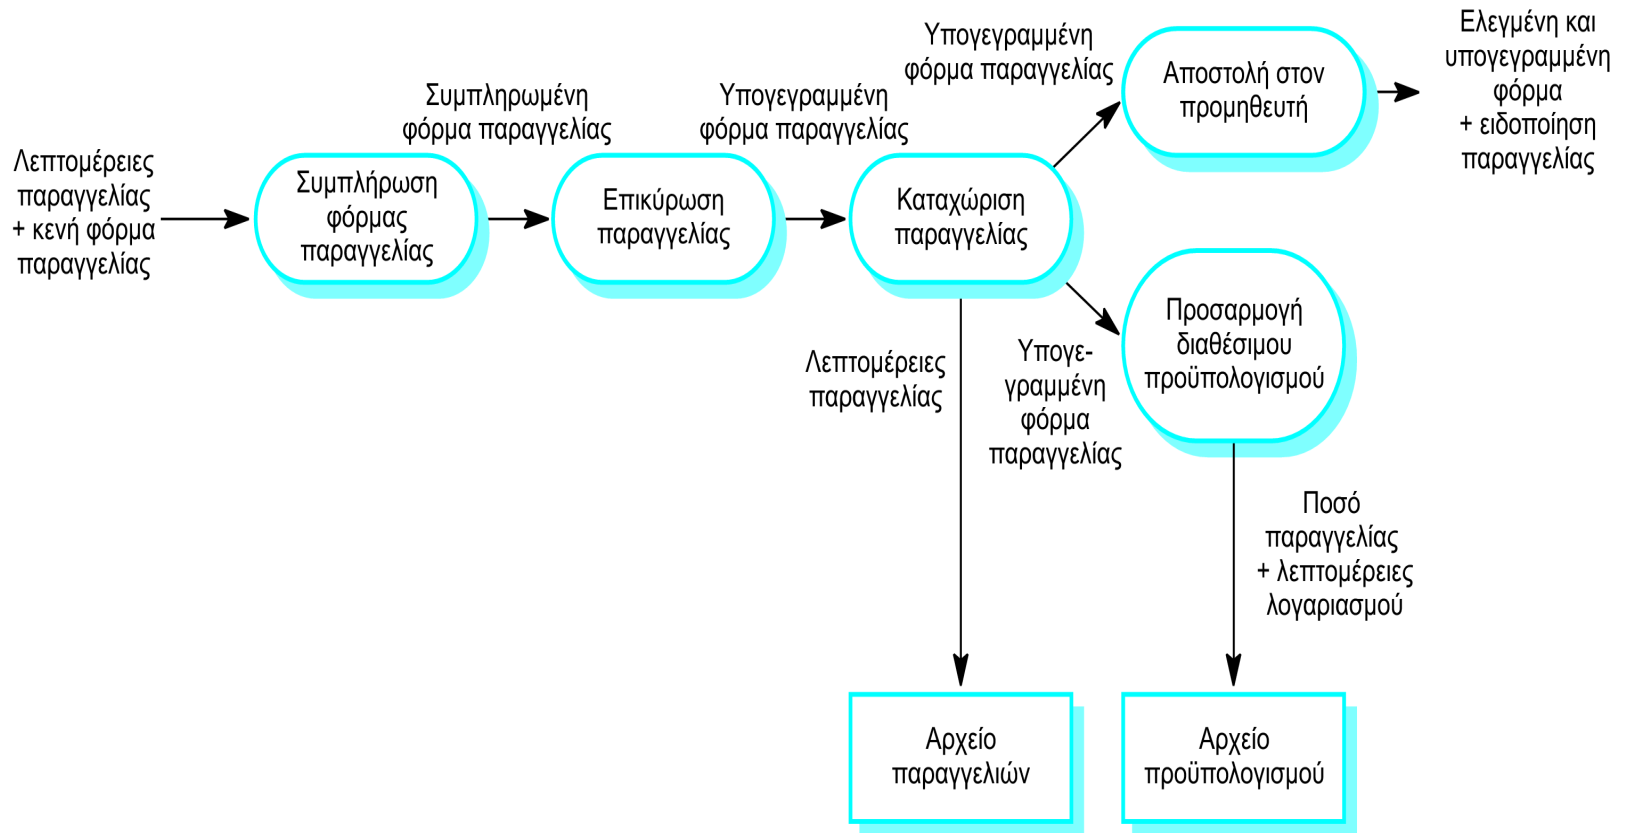 Λεπτομέρειες
παραγγελίας
+ κενή φόρμα
παραγγελίας
Συμπλήρωση
φόρμας
παραγγελίας
Συμπληρωμένη
φόρμα παραγγελίας
Επικύρωση
παραγγελίας
Υπογεγραμμένη
φόρμα παραγγελίας
Καταχώριση
παραγγελίας
Υπογεγραμμένη
φόρμα παραγγελίας
Αποστολή στον
προμηθευτή
Ελεγμένη και
υπογεγραμμένη
φόρμα
+ ειδοποίηση
παραγγελίας
Λεπτομέρειες
παραγγελίας
Υπογε-
γραμμένη
φόρμα
παραγγελίας
Προσαρμογή
διαθέσιμου
προϋπολογισμού
Ποσό
παραγγελίας
+ λεπτομέρειες
λογαριασμού
Αρχείο
παραγγελιών
Αρχείο
προϋπολογισμού